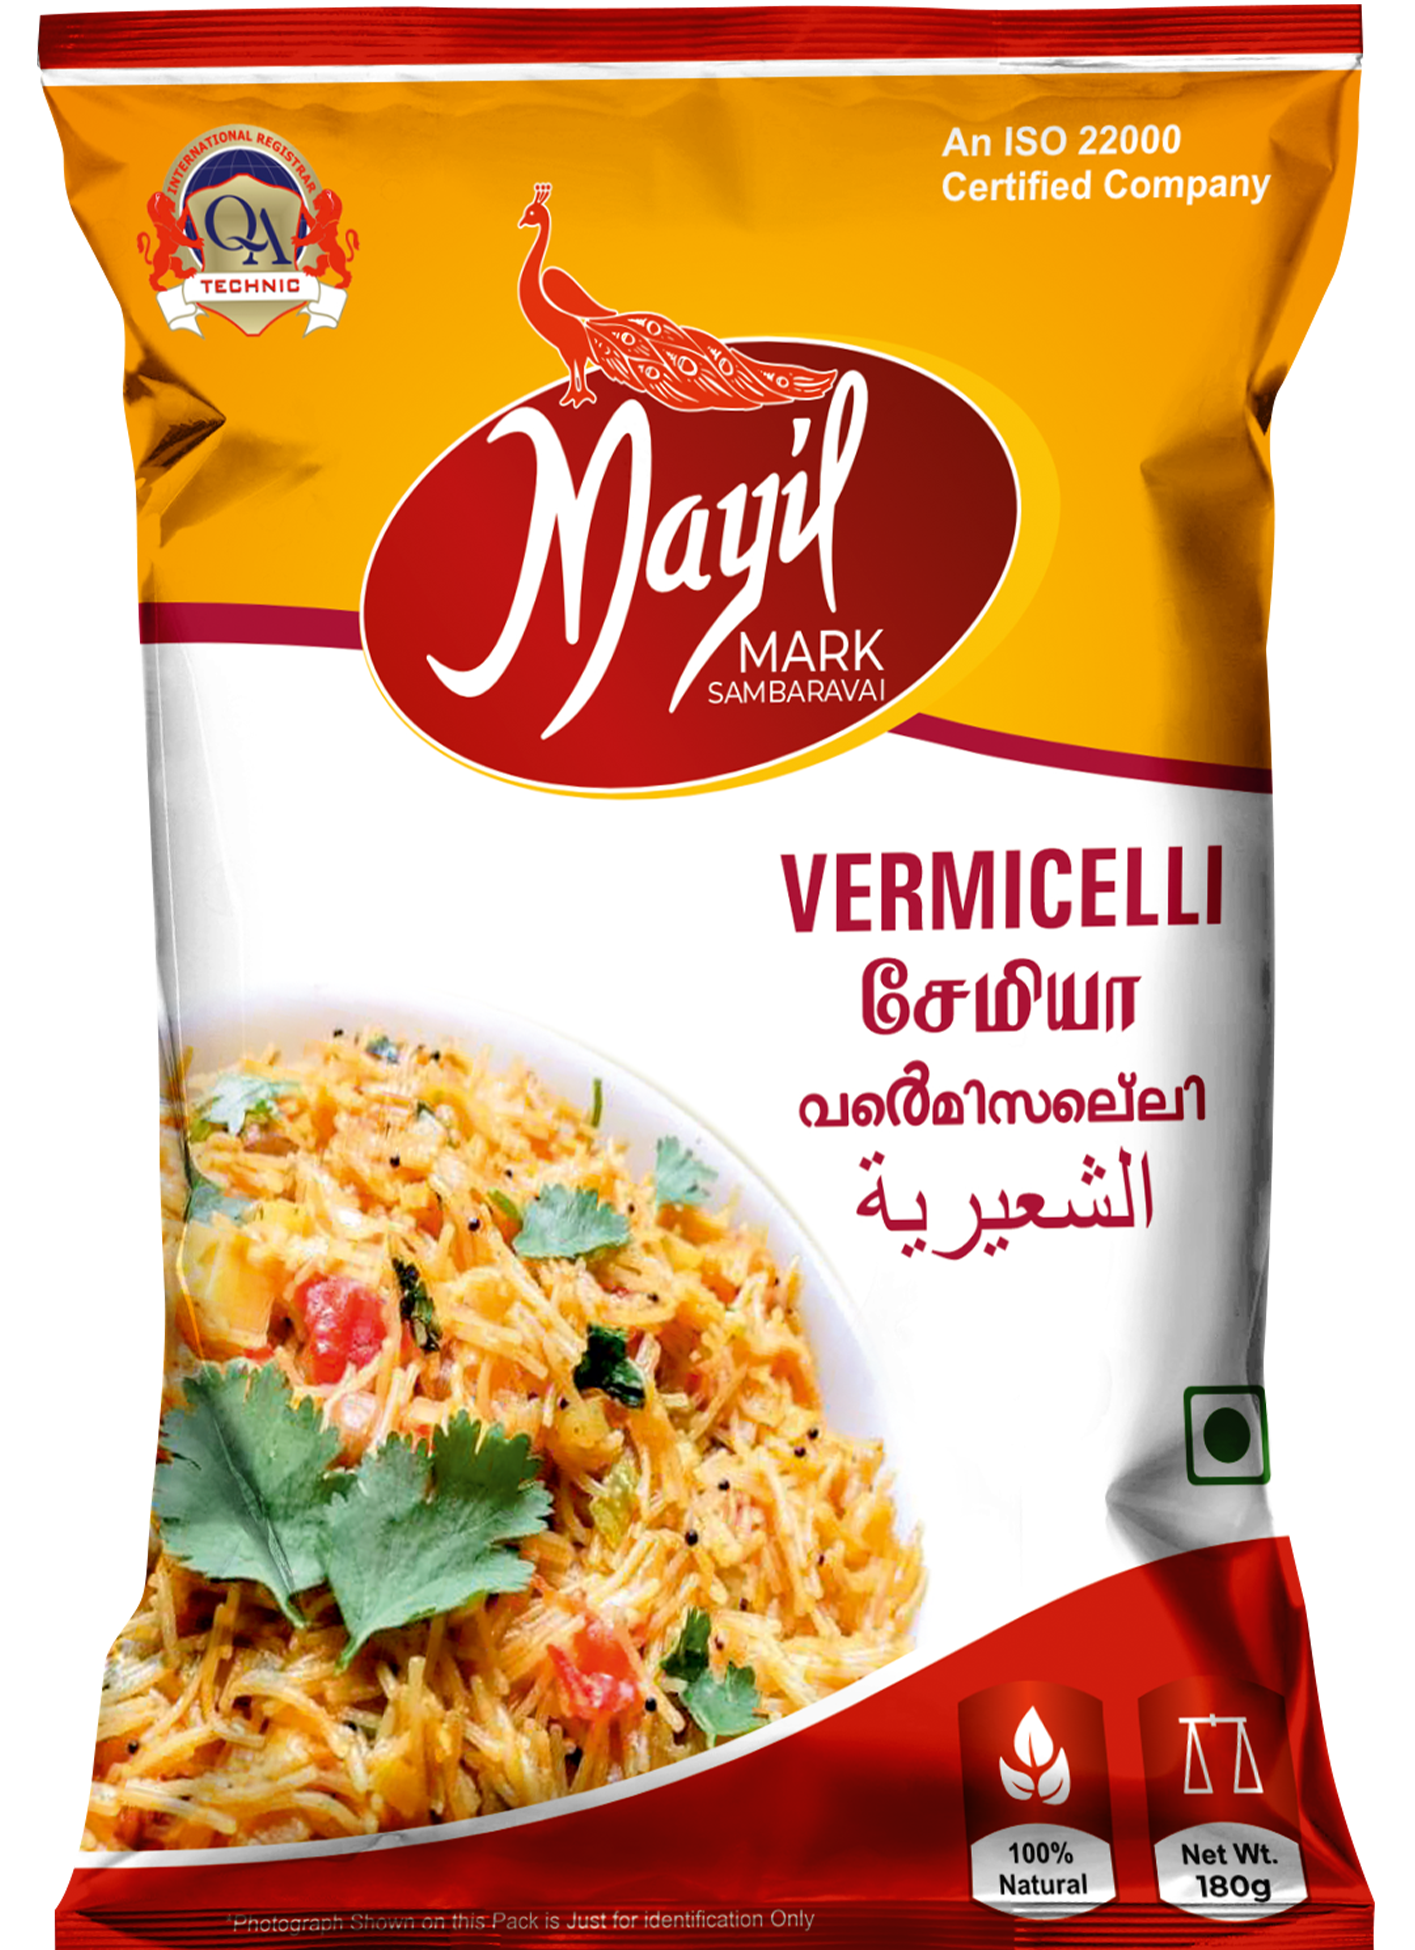 INTERNATIONAL REGISTRAR
QA
TECHNIC
An ISO 22000
Certified Company
Mayil
MARK
SAMBARAVAI
VERMICELLI
சேமியா
വർെമിസലെ്ലി
الشعيرية
100%
Natural
Net Wt.
180g
*Photograph Shown on this Pack is Just for identification Only